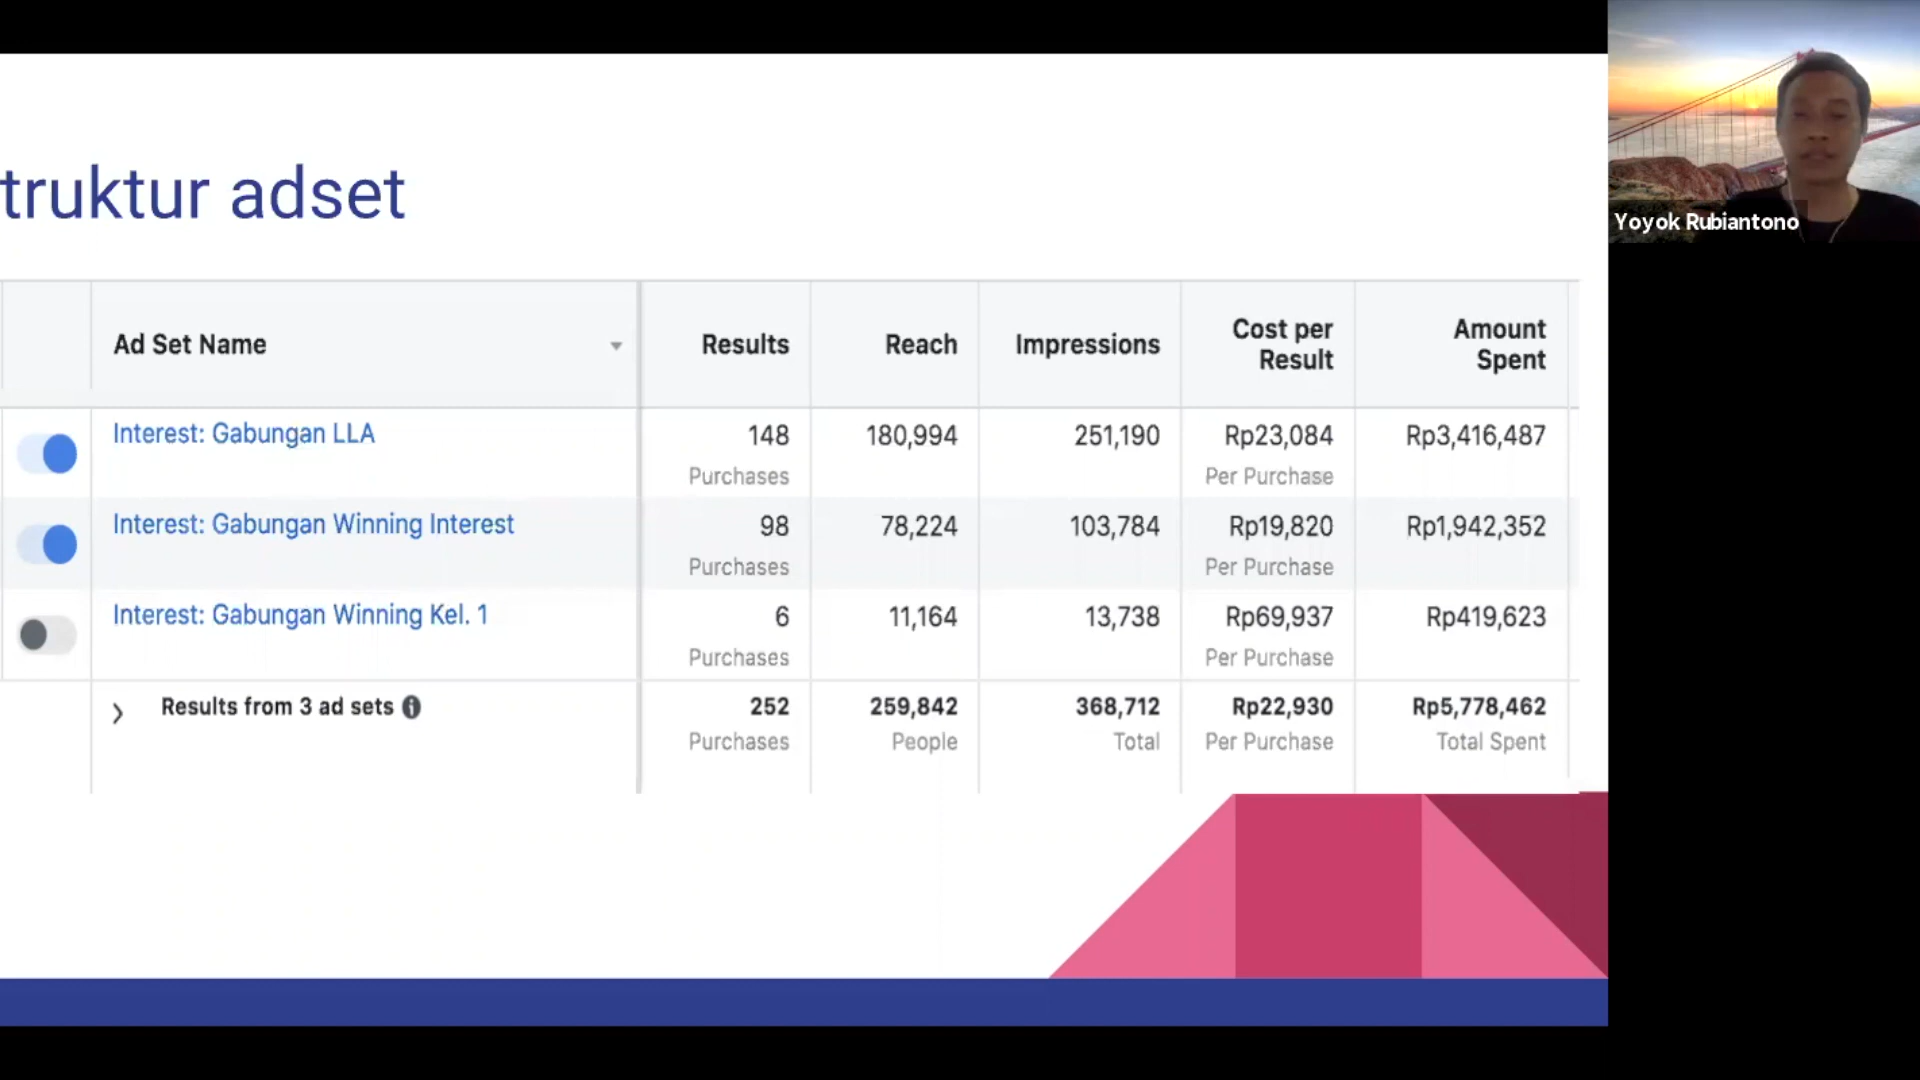 truktur adset
Yoyok Rubiantono
Ad Set Name Results Reach Impressions Cost per Result Amount Spent
Interest: Gabungan LLA 148 180,994 251,190 Rp23,084 Rp3,416,487
Purchases Per Purchase
Interest: Gabungan Winning Interest 98 78,224 103,784 Rp19,820 Rp1,942,352
Purchases Per Purchase
Interest: Gabungan Winning Kel. 1 6 11,164 13,738 Rp69,937 Rp419,623
Purchases Per Purchase
Results from 3 ad sets 252 259,842 368,712 Rp22,930 Rp5,778,462
Purchases People Total Per Purchase Total Spent